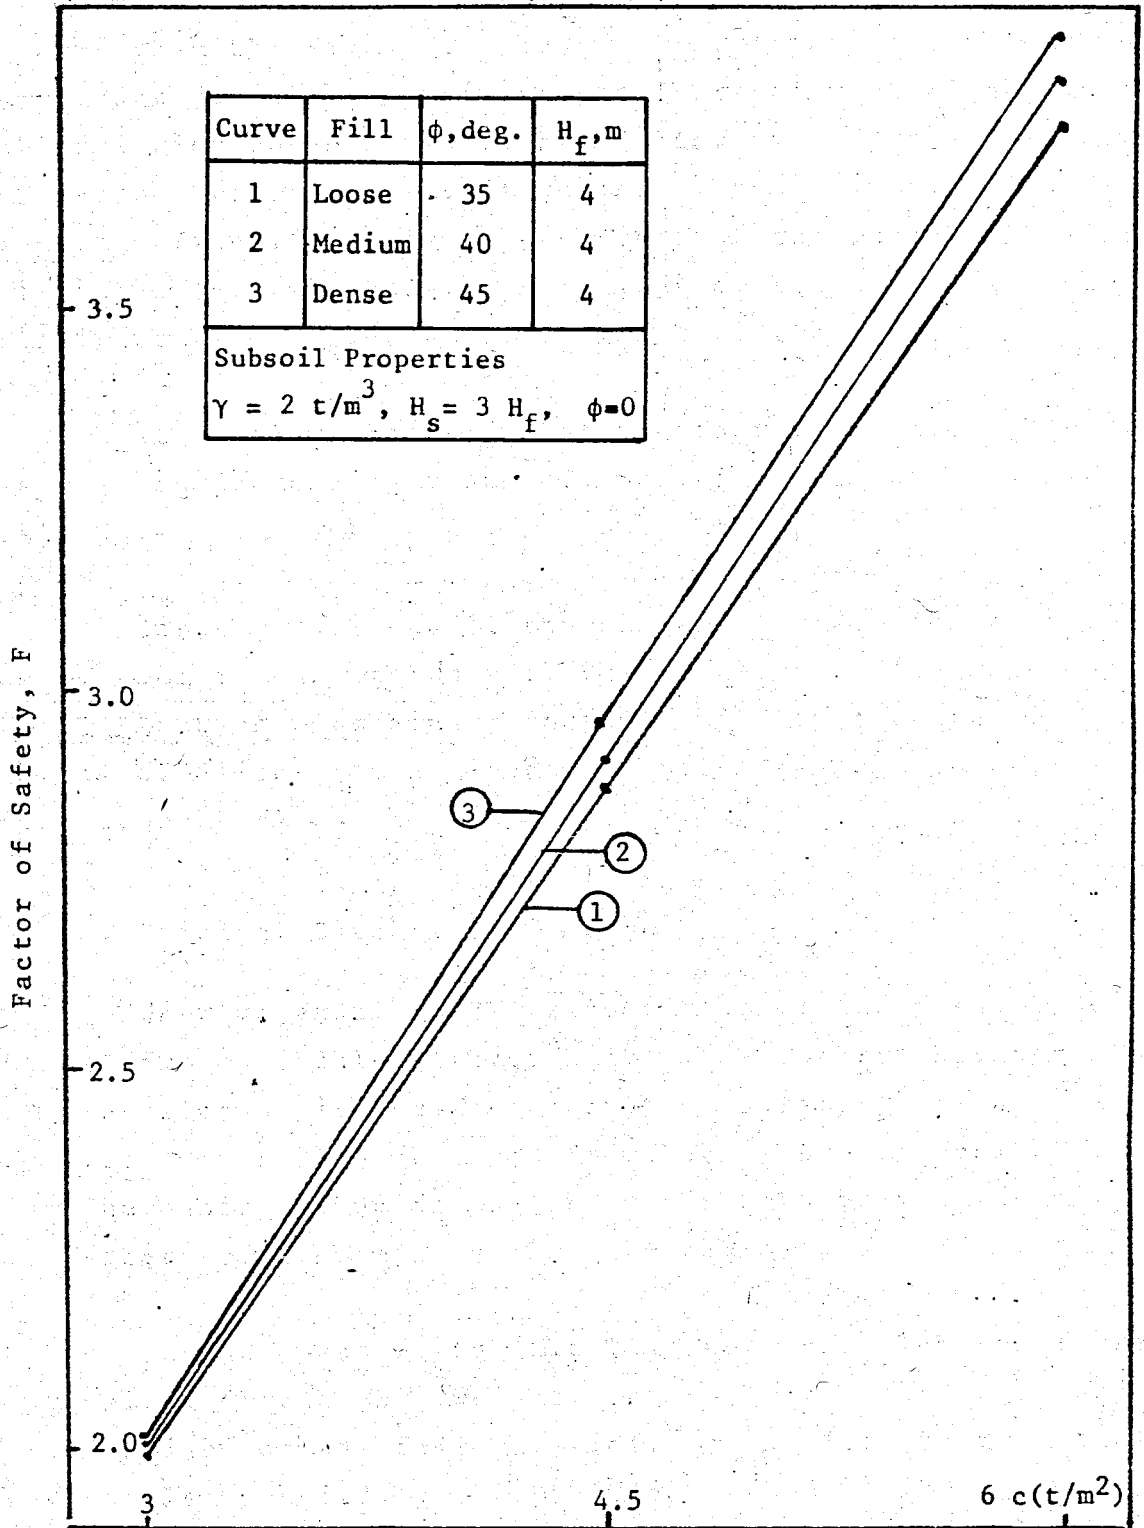 Curve Fill ϕ,deg. H_f,m
1 Loose 35 4
2 Medium 40 4
3 Dense 45 4
Subsoil Properties
γ = 2 t/m³, H_s= 3 H_f, ϕ=0
3.5
3.0
2.5
2.0
Factor of Safety, F
3
2
1
3 4.5 6 c(t/m²)